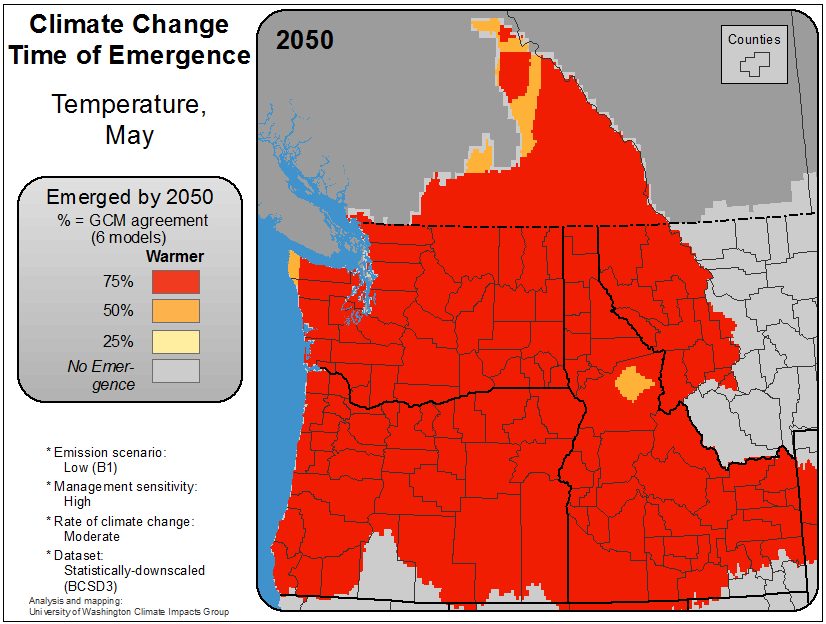 Climate Change
Time of Emergence
Temperature,
May
Emerged by 2050
% = GCM agreement
(6 models)
Warmer
75%
50%
25%
No Emer-
gence
* Emission scenario:
Low (B1)
* Management sensitivity:
High
* Rate of climate change:
Moderate
* Dataset:
Statistically-downscaled
(BCSD3)
Analysis and mapping:
University of Washington Climate Impacts Group
2050
Counties